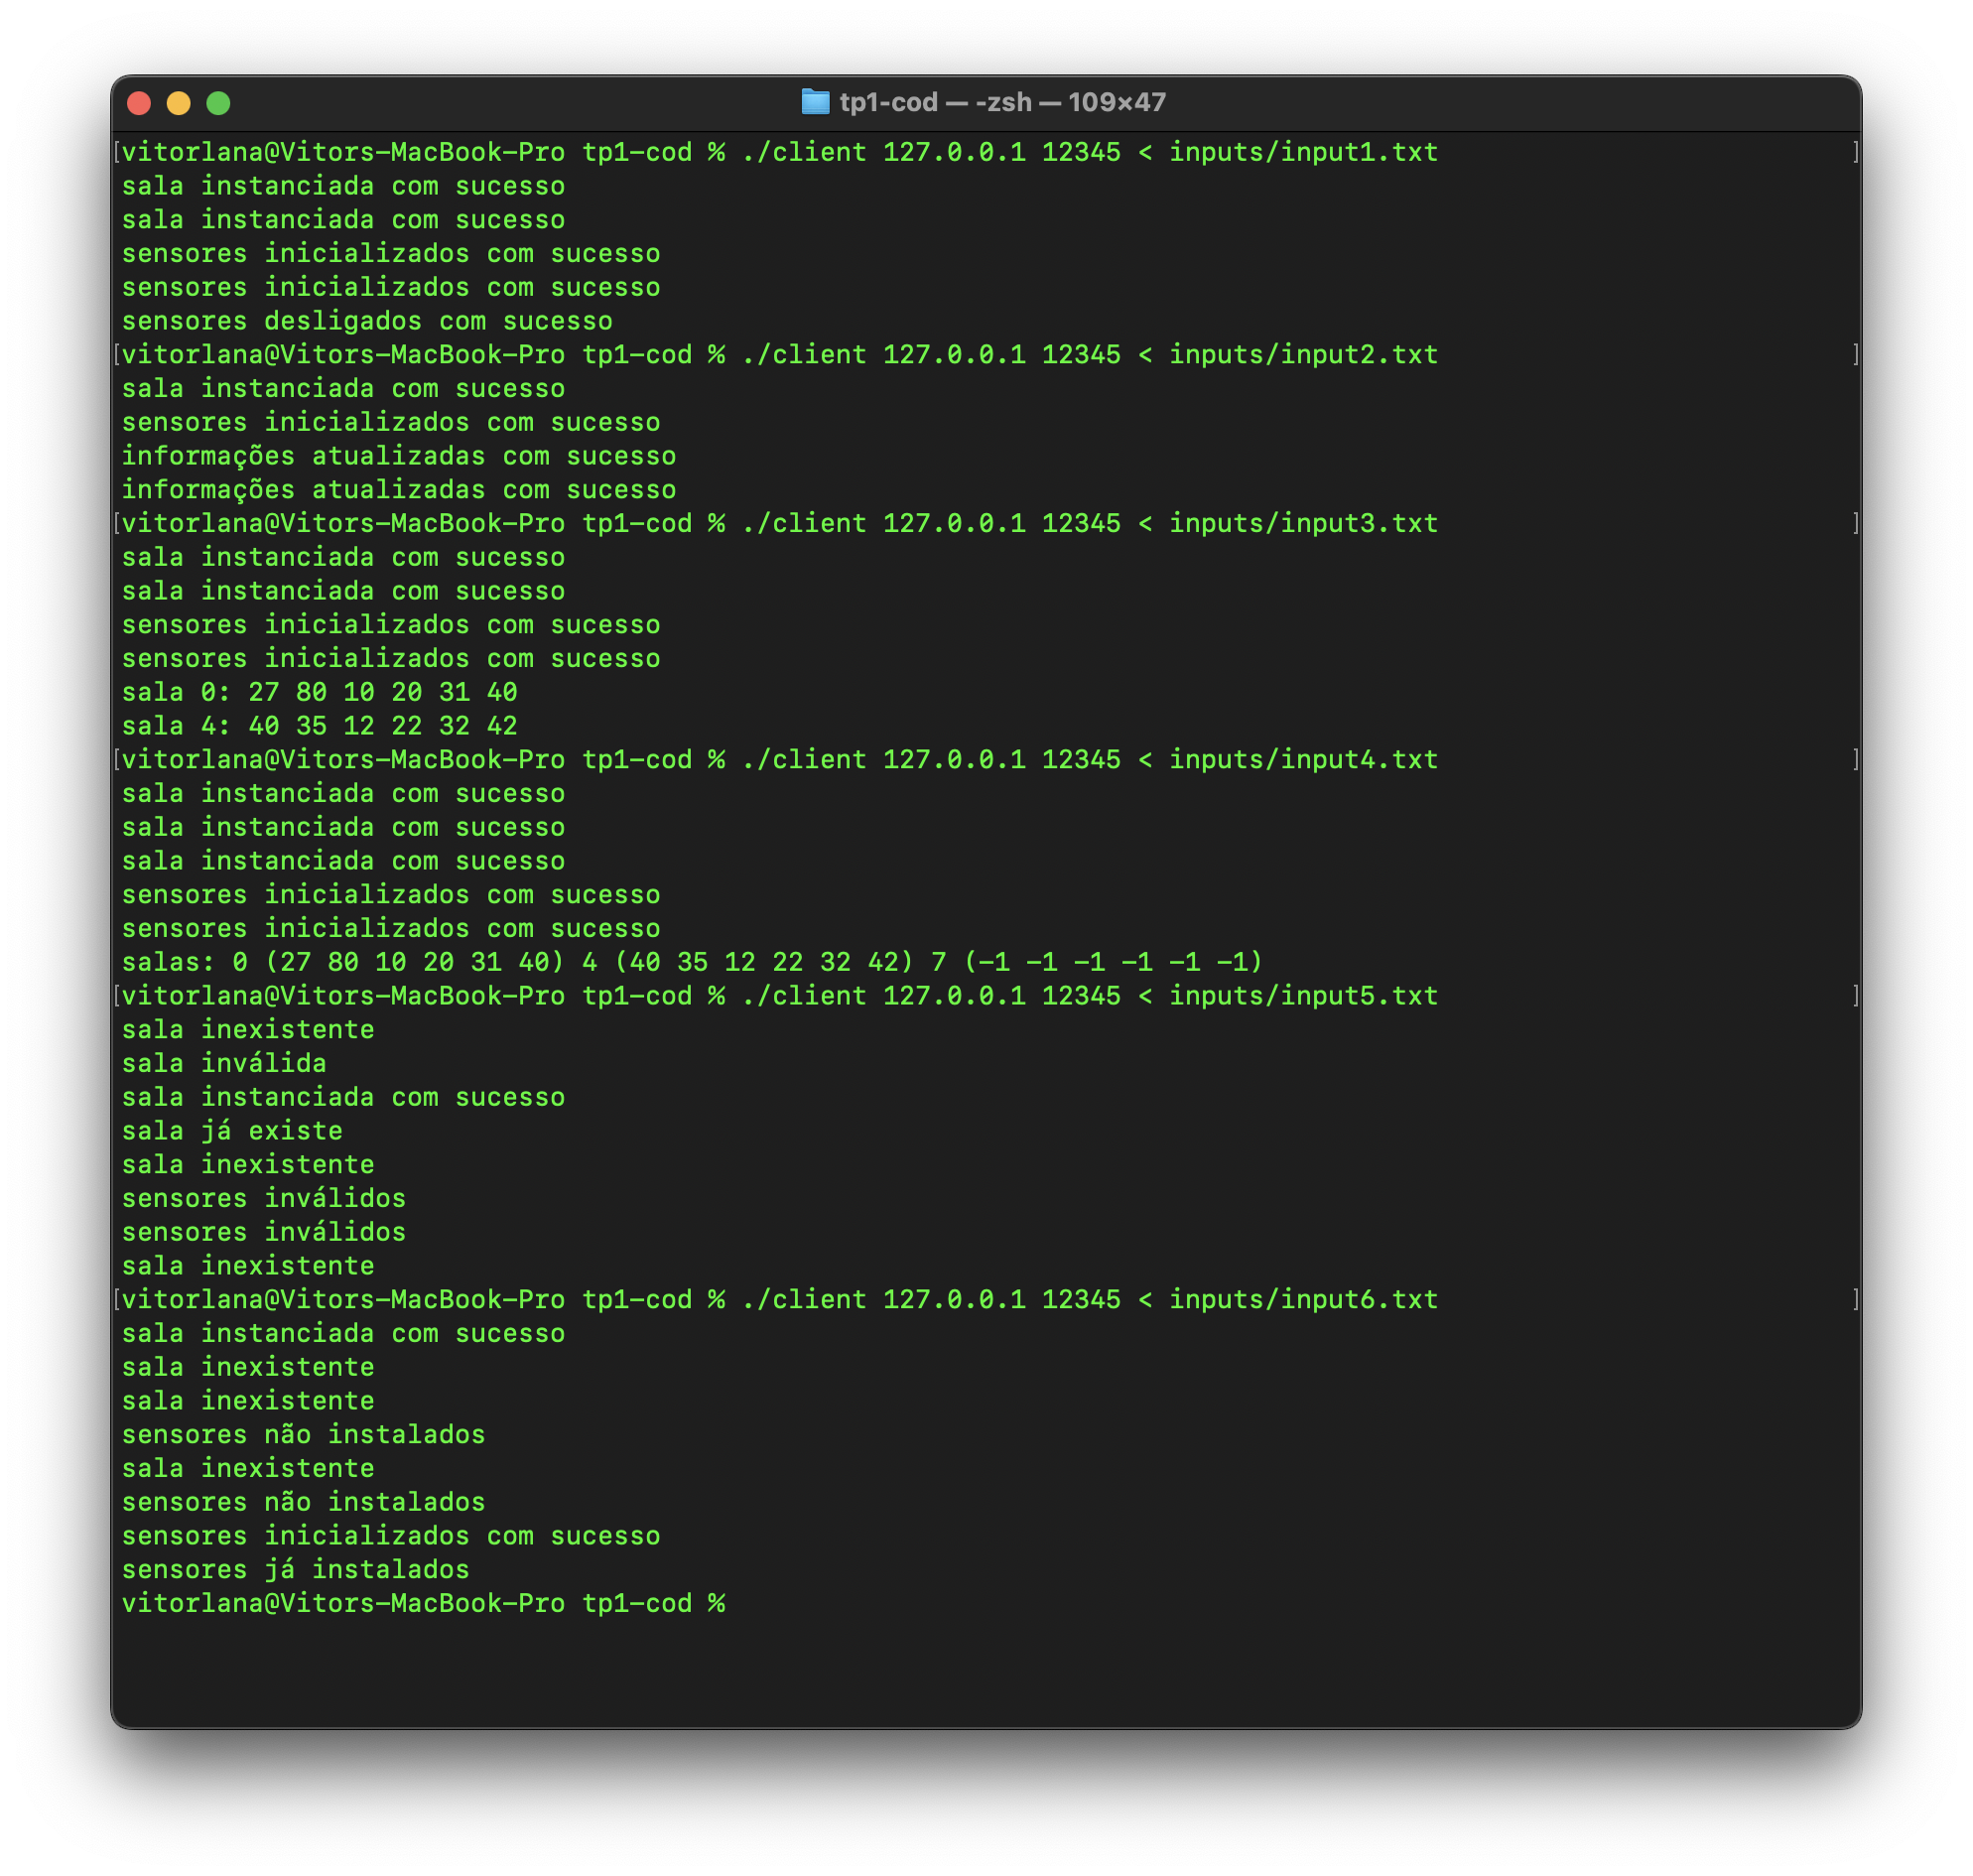 tp1-cod — -zsh — 109×47
[vitorlana@Vitors-MacBook-Pro tp1-cod % ./client 127.0.0.1 12345 < inputs/input1.txt ]
sala instanciada com sucesso
sala instanciada com sucesso
sensores inicializados com sucesso
sensores inicializados com sucesso
sensores desligados com sucesso
[vitorlana@Vitors-MacBook-Pro tp1-cod % ./client 127.0.0.1 12345 < inputs/input2.txt ]
sala instanciada com sucesso
sensores inicializados com sucesso
informações atualizadas com sucesso
informações atualizadas com sucesso
[vitorlana@Vitors-MacBook-Pro tp1-cod % ./client 127.0.0.1 12345 < inputs/input3.txt ]
sala instanciada com sucesso
sala instanciada com sucesso
sensores inicializados com sucesso
sensores inicializados com sucesso
sala 0: 27 80 10 20 31 40
sala 4: 40 35 12 22 32 42
[vitorlana@Vitors-MacBook-Pro tp1-cod % ./client 127.0.0.1 12345 < inputs/input4.txt ]
sala instanciada com sucesso
sala instanciada com sucesso
sala instanciada com sucesso
sensores inicializados com sucesso
sensores inicializados com sucesso
salas: 0 (27 80 10 20 31 40) 4 (40 35 12 22 32 42) 7 (-1 -1 -1 -1 -1 -1)
[vitorlana@Vitors-MacBook-Pro tp1-cod % ./client 127.0.0.1 12345 < inputs/input5.txt ]
sala inexistente
sala inválida
sala instanciada com sucesso
sala já existe
sala inexistente
sensores inválidos
sensores inválidos
sala inexistente
[vitorlana@Vitors-MacBook-Pro tp1-cod % ./client 127.0.0.1 12345 < inputs/input6.txt ]
sala instanciada com sucesso
sala inexistente
sala inexistente
sensores não instalados
sala inexistente
sensores não instalados
sensores inicializados com sucesso
sensores já instalados
vitorlana@Vitors-MacBook-Pro tp1-cod %